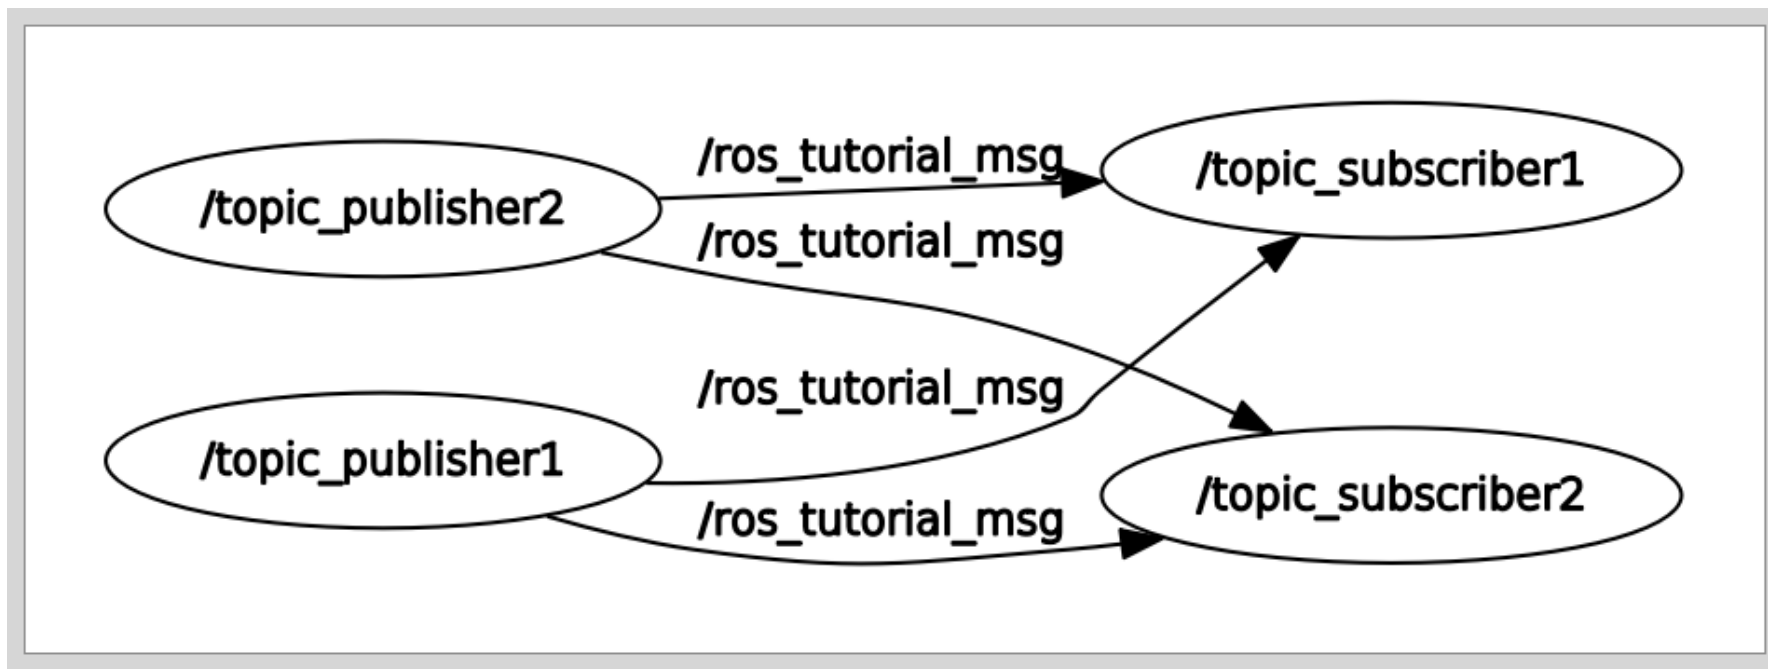 /topic_publisher2
/ros_tutorial_msg
/topic_subscriber1
/ros_tutorial_msg
/topic_publisher1
/ros_tutorial_msg
/topic_subscriber2
/ros_tutorial_msg